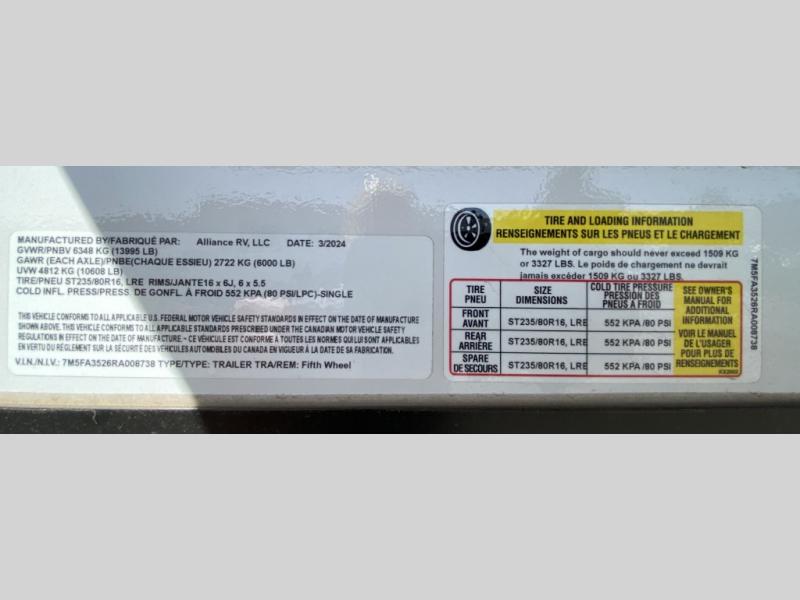 MANUFACTURED BY/FABRIQUÉ PAR: Alliance RV, LLC DATE: 3/2024
GVWR/PNBV 6348 KG (13995 LB)
GAWR (EACH AXLE)/PNBE(CHAQUE ESSIEU) 2722 KG (6000 LB)
UVW 4812 KG (10608 LB)
TIRE/PNEU ST235/80R16, LRE RIMS/JANTE16 x 6J, 6 x 5.5
COLD INFL. PRESS/PRESS. DE GONFL. À FROID 552 KPA (80 PSI/LPC)-SINGLE
THIS VEHICLE CONFORMS TO ALL APPLICABLE U.S. FEDERAL MOTOR VEHICLE SAFETY STANDARDS IN EFFECT ON THE DATE OF MANUFACTURE
SHOWN ABOVE. THIS VEHICLE CONFORMS TO ALL APPLICABLE STANDARDS PRESCRIBED UNDER THE CANADIAN MOTOR VEHICLE SAFETY
REGULATIONS IN EFFECT ON THE DATE OF MANUFACTURE. ~ CE VÉHICULE EST CONFORME À TOUTES LES NORMES QUI LUI SONT APPLICABLES
EN VERTU DU RÈGLEMENT SUR LA SÉCURITÉ DES VÉHICULES AUTOMOBILES DU CANADA EN VIGUEUR À LA DATE DE SA FABRICATION.
V.I.N./N.I.V.: 7M5FA3526RA008738 TYPE/TYPE: TRAILER TRA/REM: Fifth Wheel
TIRE AND LOADING INFORMATION
RENSEIGNEMENTS SUR LES PNEUS ET LE CHARGEMENT
The weight of cargo should never exceed 1509 KG
or 3327 LBS. Le poids de chargement ne devrait
jamais excéder 1509 KG ou 3327 LBS.
TIRE
PNEU
SIZE
DIMENSIONS
COLD TIRE PRESSURE
PRESSION DES
PNEUS A FROID
FRONT
AVANT
ST235/80R16, LRE
552 KPA /80 PSI
REAR
ARRIÈRE
ST235/80R16, LRE
552 KPA /80 PSI
SPARE
DE SECOURS
ST235/80R16, LRE
552 KPA /80 PSI
SEE OWNER'S
MANUAL FOR
ADDITIONAL
INFORMATION
VOIR LE MANUEL
DE L'USAGER
POUR PLUS DE
RENSEIGNEMENTS
7M5FA3526RA008738